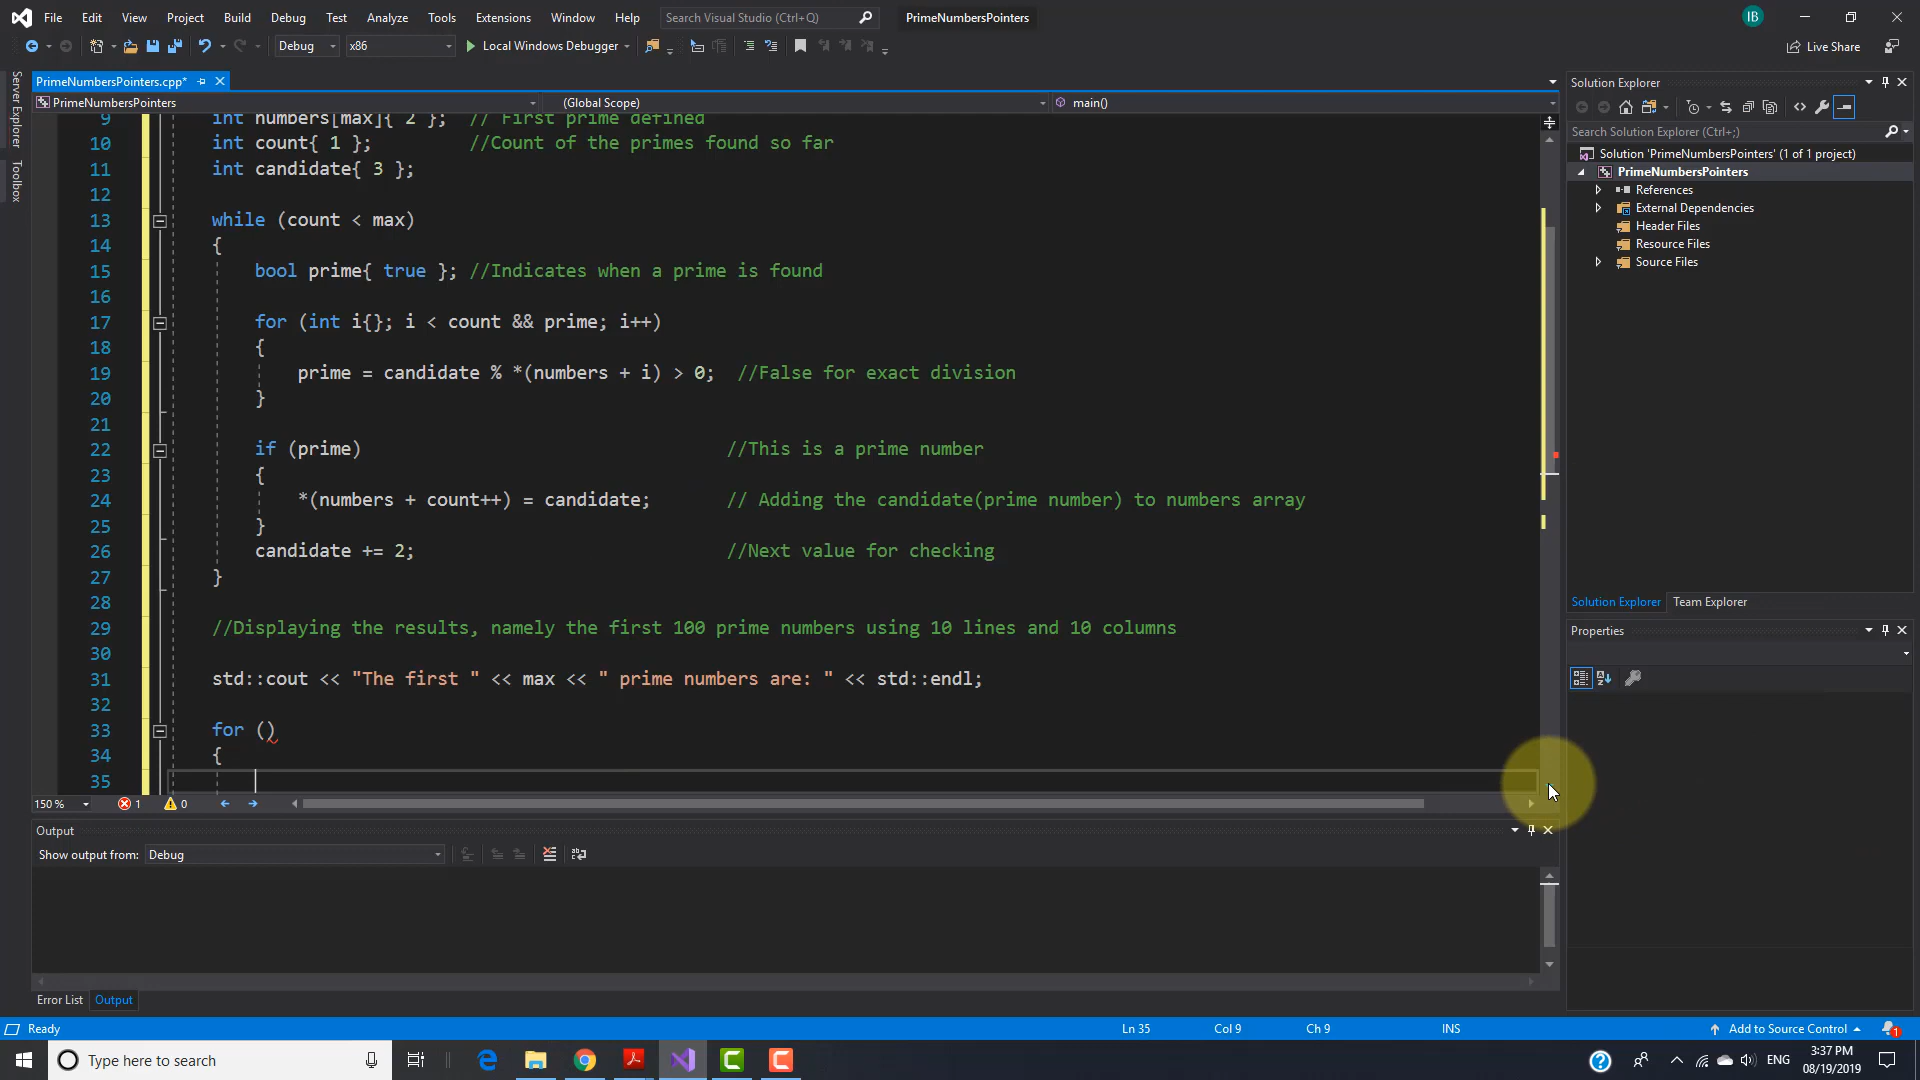 File Edit View Project Build Debug Test Analyze Tools Extensions Window Help Search Visual Studio (Ctrl+Q) PrimeNumbersPointers IB
Debug x86 Local Windows Debugger Live Share
Server Explorer
Toolbox
PrimeNumbersPointers.cpp*
PrimeNumbersPointers (Global Scope) main()
9 int numbers[max]{ 2 }; // First prime defined
10 int count{ 1 }; //Count of the primes found so far
11 int candidate{ 3 };
12
13 while (count < max)
14 {
15 bool prime{ true }; //Indicates when a prime is found
16
17 for (int i{}; i < count && prime; i++)
18 {
19 prime = candidate % *(numbers + i) > 0; //False for exact division
20 }
21
22 if (prime) //This is a prime number
23 {
24 *(numbers + count++) = candidate; // Adding the candidate(prime number) to numbers array
25 }
26 candidate += 2; //Next value for checking
27 }
28
29 //Displaying the results, namely the first 100 prime numbers using 10 lines and 10 columns
30
31 std::cout << "The first " << max << " prime numbers are: " << std::endl;
32
33 for ()
34 {
35
150 % 1 0
Output
Show output from: Debug
Error List Output
Solution Explorer
Search Solution Explorer (Ctrl+;)
Solution 'PrimeNumbersPointers' (1 of 1 project)
PrimeNumbersPointers
References
External Dependencies
Header Files
Resource Files
Source Files
Solution Explorer Team Explorer
Properties
Ready Ln 35 Col 9 Ch 9 INS Add to Source Control 1
Type here to search ENG 3:37 PM
08/19/2019